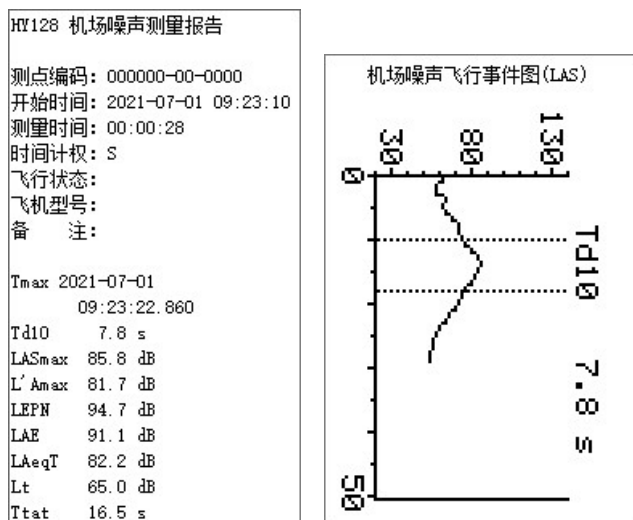 HY128 机场噪声测量报告
测点编码: 000000-00-0000
开始时间: 2021-07-01 09:23:10
测量时间: 00:00:28
时间计权: S
飞行状态:
飞机型号:
备　　注:
Tmax 2021-07-01
09:23:22.860
Td10 7.8 s
LASmax 85.8 dB
L'Amax 81.7 dB
LEPN 94.7 dB
LAE 91.1 dB
LAeqT 82.2 dB
Lt 65.0 dB
Ttat 16.5 s
机场噪声飞行事件图(LAS)
30 80 130
0
Td10 7.8 s
50